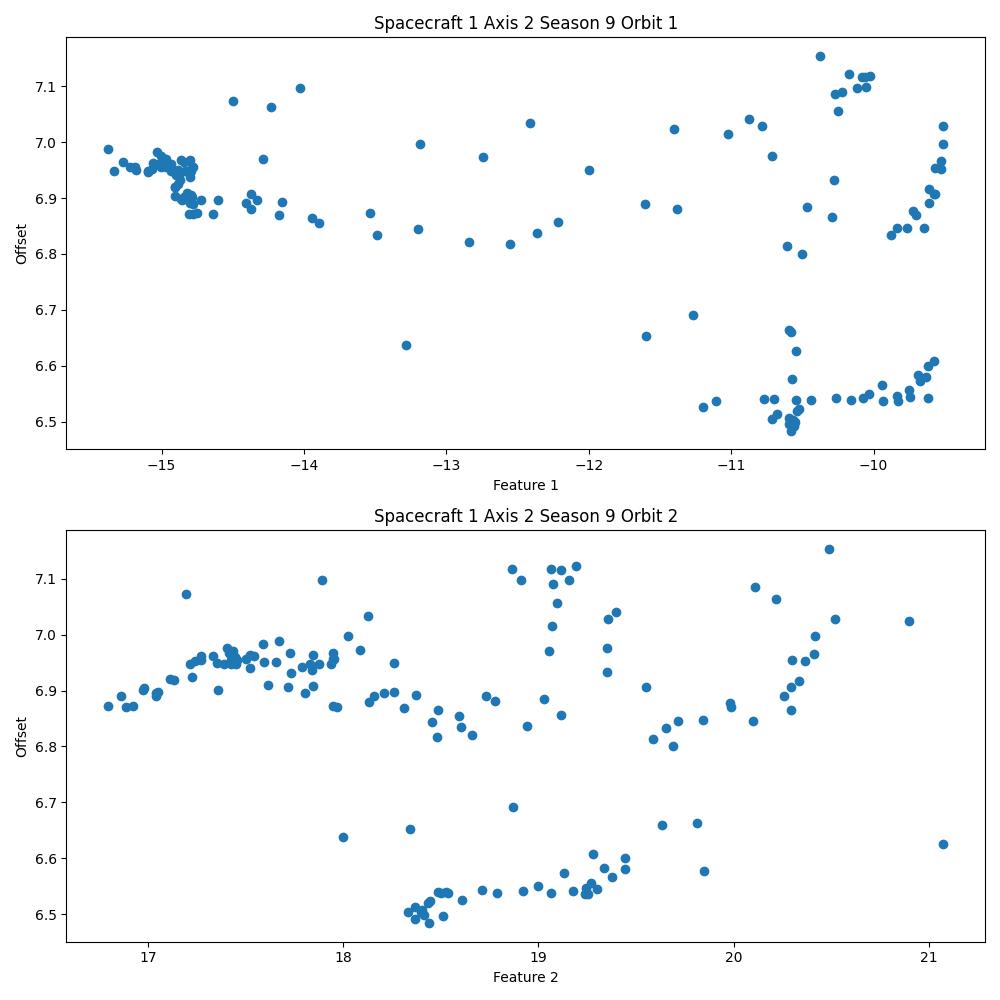 Spacecraft 1 Axis 2 Season 9 Orbit 1
7.1
7.0
6.9
6.8
6.7
6.6
6.5
Offset
−15 −14 −13 −12 −11 −10
Feature 1
Spacecraft 1 Axis 2 Season 9 Orbit 2
7.1
7.0
6.9
6.8
6.7
6.6
6.5
Offset
17 18 19 20 21
Feature 2